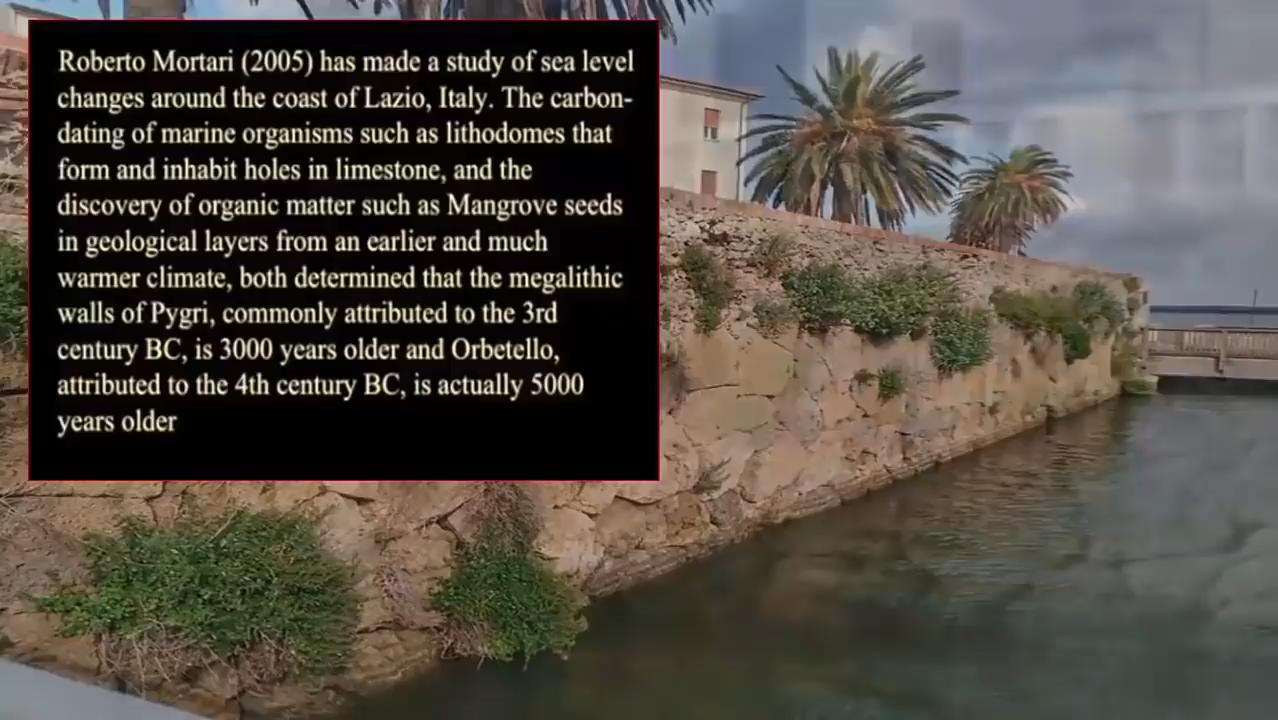 Roberto Mortari (2005) has made a study of sea level
changes around the coast of Lazio, Italy. The carbon-
dating of marine organisms such as lithodomes that
form and inhabit holes in limestone, and the
discovery of organic matter such as Mangrove seeds
in geological layers from an earlier and much
warmer climate, both determined that the megalithic
walls of Pygri, commonly attributed to the 3rd
century BC, is 3000 years older and Orbetello,
attributed to the 4th century BC, is actually 5000
years older